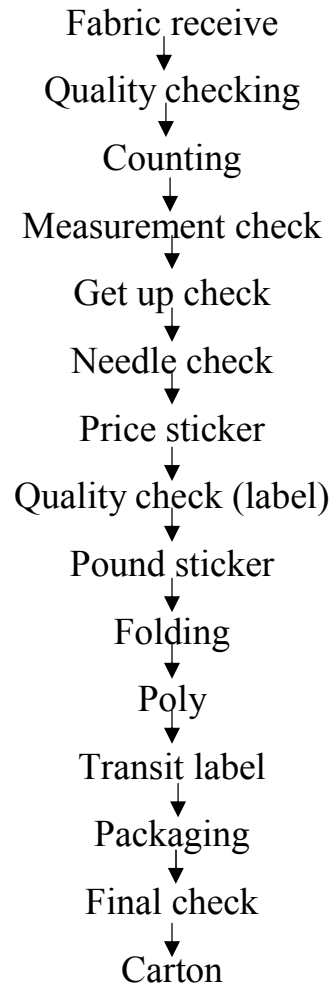 Fabric receive
Quality checking
Counting
Measurement check
Get up check
Needle check
Price sticker
Quality check (label)
Pound sticker
Folding
Poly
Transit label
Packaging
Final check
Carton